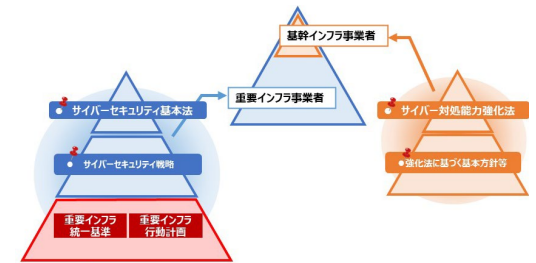 基幹インフラ事業者
重要インフラ事業者
サイバーセキュリティ基本法
サイバーセキュリティ戦略
重要インフラ
統一基準
重要インフラ
行動計画
サイバー対処能力強化法
強化法に基づく基本方針等